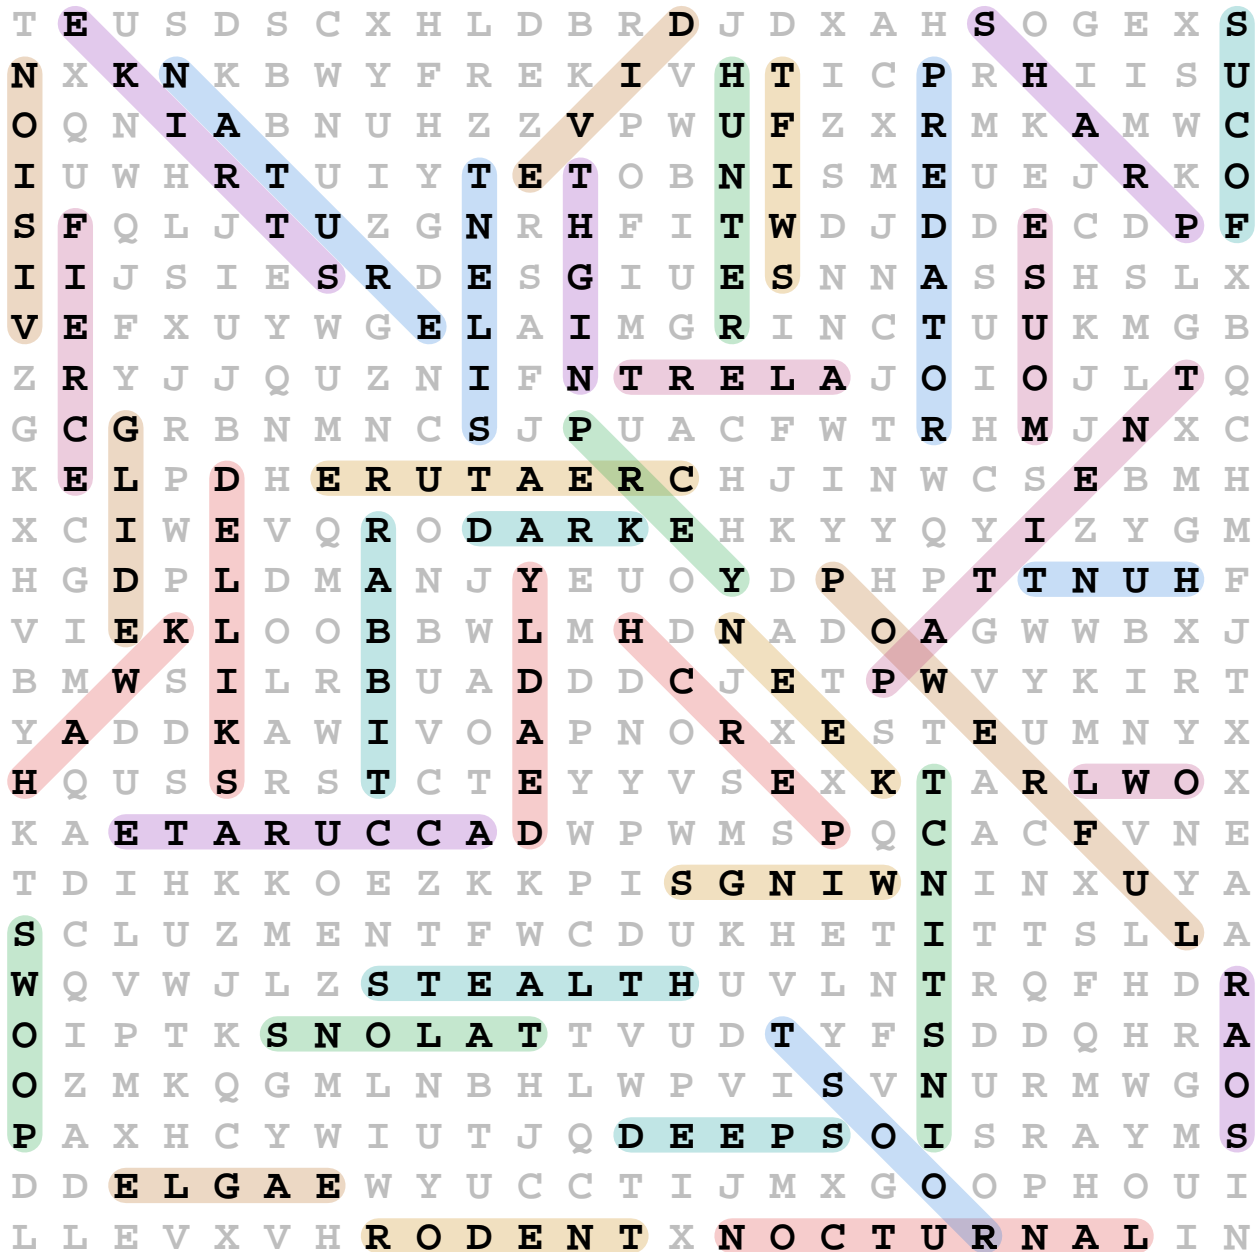 T E U S D S C X H L D B R D J D X A H S O G E X S
N X K N K B W Y F R E K I V H T I C P R H I I S U
O Q N I A B N U H Z Z V P W U F Z X R M K A M W C
I U W H R T U I Y T E T O B N I S M E U E J R K O
S F Q L J T U Z G N R H F I T W D J D D E C D P F
I I J S I E S R D E S G I U E S N N A S S H S L X
V E F X U Y W G E L A I M G R I N C T U U K M G B
Z R Y J J Q U Z N I F N T R E L A J O I O J L T Q
G C G R B N M N C S J P U A C F W T R H M J N X C
K E L P D H E R U T A E R C H J I N W C S E B M H
X C I W E V Q R O D A R K E H K Y Y Q Y I Z Y G M
H G D P L D M A N J Y E U O Y D P H P T T N U H F
V I E K L O O B B W L M H D N A D O A G W W B X J
B M W S I L R B U A D D D C J E T P W V Y K I R T
Y A D D K A W I V O A P N O R X E S T E U M N Y X
H Q U S S R S T C T E Y Y V S E X K T A R L W O X
K A E T A R U C C A D W P W M S P Q C A C F V N E
T D I H K K O E Z K K P I S G N I W N I N X U Y A
S C L U Z M E N T F W C D U K H E T I T T S L L A
W Q V W J L Z S T E A L T H U V L N T R Q F H D R
O I P T K S N O L A T T V U D T Y F S D D Q H R A
O Z M K Q G M L N B H L W P V I S V N U R M W G O
P A X H C Y W I U T J Q D E E P S O I S R A Y M S
D D E L G A E W Y U C C T I J M X G O O P H O U I
L L E V X V H R O D E N T X N O C T U R N A L I N